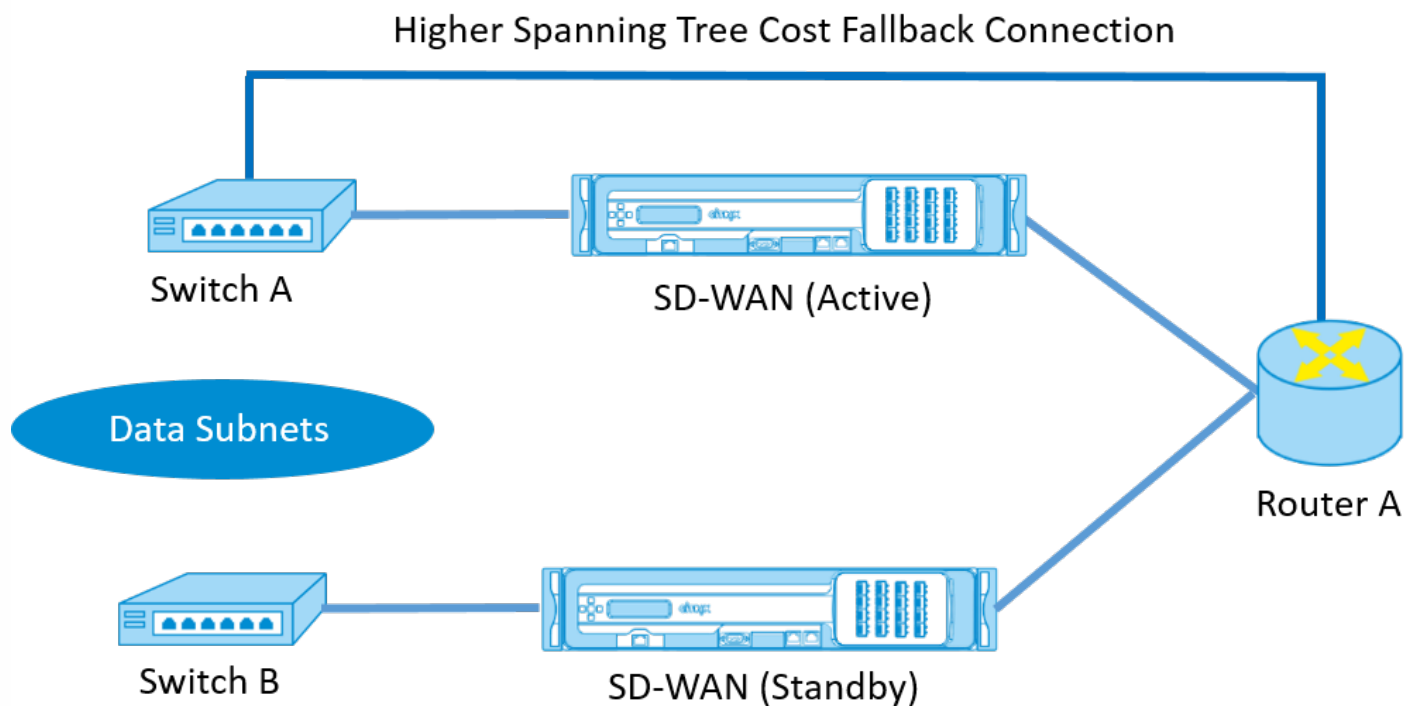 Higher Spanning Tree Cost Fallback Connection
Switch A
SD-WAN (Active)
Data Subnets
Router A
Switch B
SD-WAN (Standby)